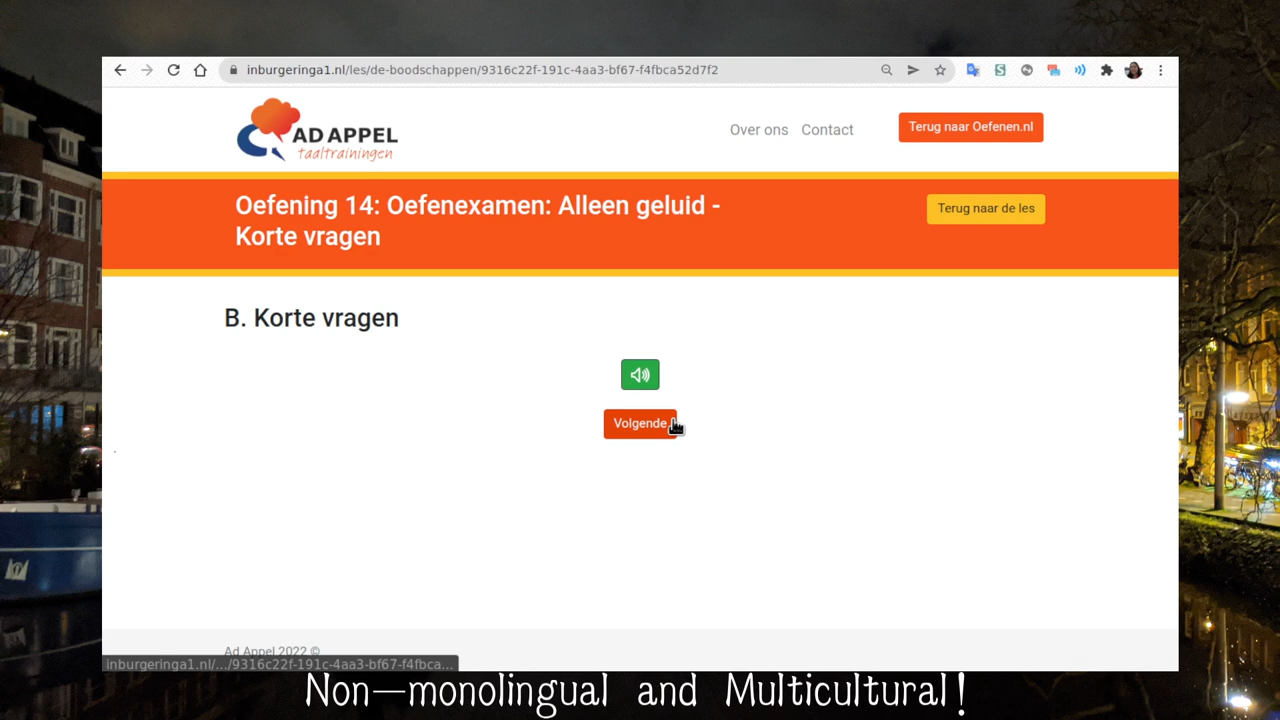 inburgeringa1.nl/les/de-boodschappen/9316c22f-191c-4aa3-bf67-f4fbca52d7f2
AD APPEL
taaltrainingen
Over ons
Contact
Terug naar Oefenen.nl
Oefening 14: Oefenexamen: Alleen geluid -
Korte vragen
Terug naar de les
B. Korte vragen
Volgende
Ad Appel 2022 ©
inburgeringa1.nl/.../9316c22f-191c-4aa3-bf67-f4fbca...
Non–monolingual and Multicultural!